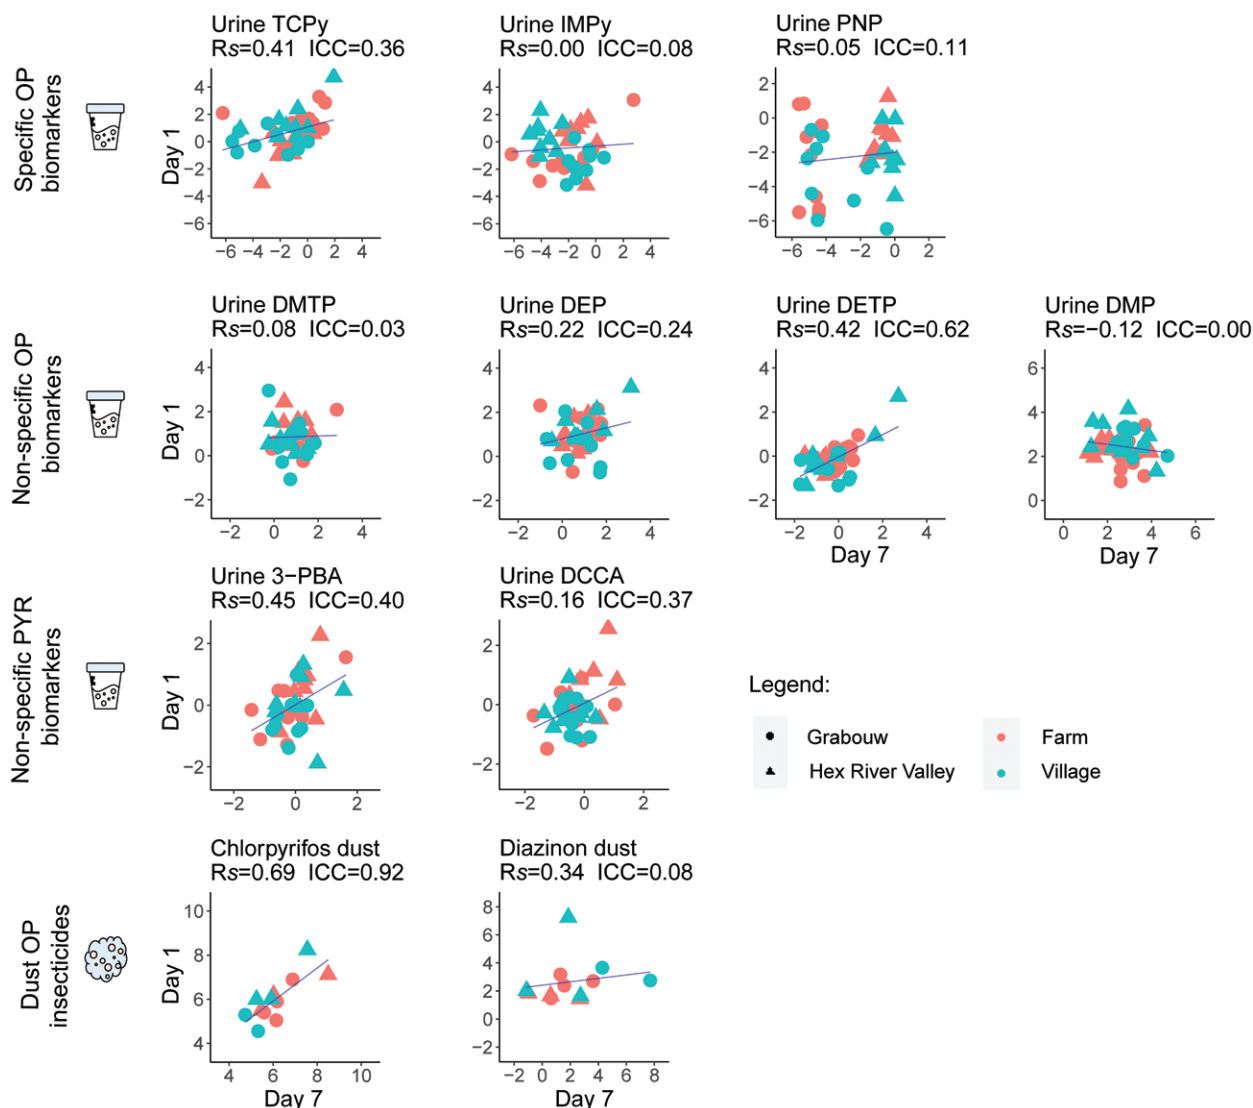 Specific OP
biomarkers
Urine TCPy
Rs=0.41 ICC=0.36
Day 1
4
2
0
−2
−4
−6
−6 −4 −2 0 2 4
Urine IMPy
Rs=0.00 ICC=0.08
4
2
0
−2
−4
−6
−6 −4 −2 0 2 4
Urine PNP
Rs=0.05 ICC=0.11
2
0
−2
−4
−6
−6 −4 −2 0 2
Non-specific OP
biomarkers
Urine DMTP
Rs=0.08 ICC=0.03
Day 1
4
2
0
−2
−2 0 2 4
Urine DEP
Rs=0.22 ICC=0.24
4
2
0
−2
−2 0 2 4
Urine DETP
Rs=0.42 ICC=0.62
4
2
0
−2
−2 0 2 4
Day 7
Urine DMP
Rs=−0.12 ICC=0.00
6
4
2
0
0 2 4 6
Day 7
Non-specific PYR
biomarkers
Urine 3−PBA
Rs=0.45 ICC=0.40
Day 1
2
0
−2
−2 0 2
Urine DCCA
Rs=0.16 ICC=0.37
2
0
−2
−2 0 2
Legend:
Grabouw
Farm
Hex River Valley
Village
Dust OP
insecticides
Chlorpyrifos dust
Rs=0.69 ICC=0.92
Day 1
10
8
6
4
4 6 8 10
Day 7
Diazinon dust
Rs=0.34 ICC=0.08
8
6
4
2
0
−2
−2 0 2 4 6 8
Day 7